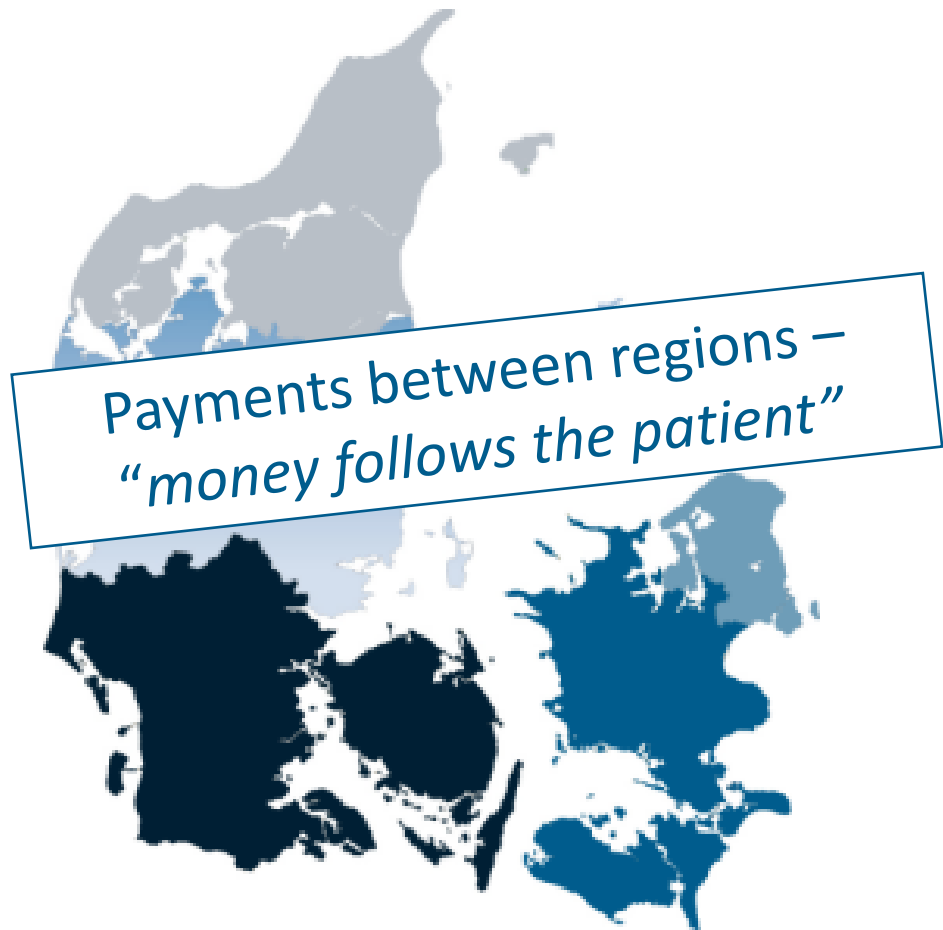 Payments between regions –
“money follows the patient”